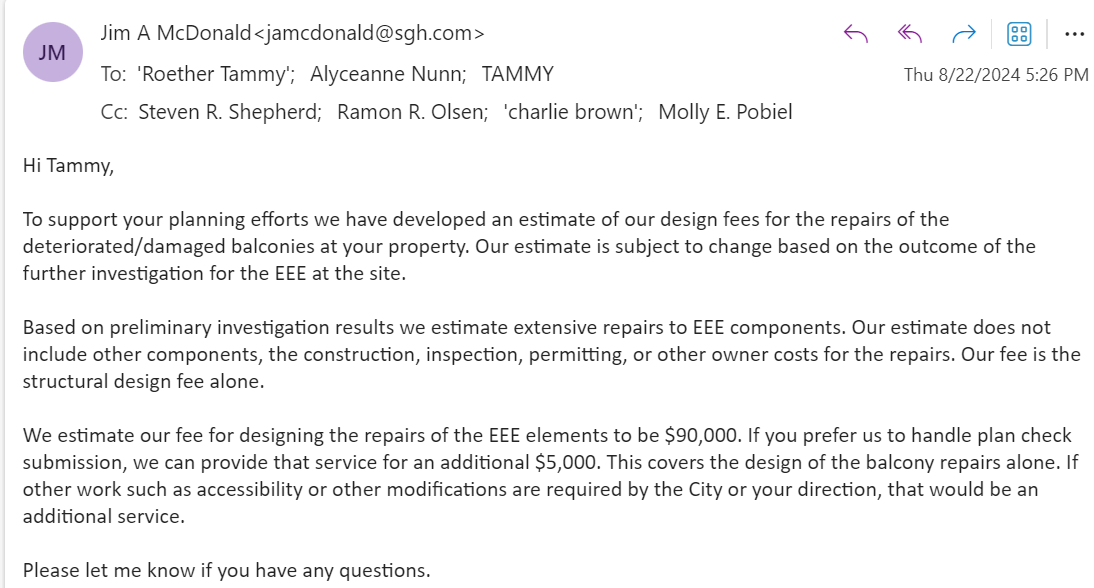 JM
Jim A McDonald<jamcdonald@sgh.com>
To: 'Roether Tammy'; Alyceanne Nunn; TAMMY
Thu 8/22/2024 5:26 PM
Cc: Steven R. Shepherd; Ramon R. Olsen; 'charlie brown'; Molly E. Pobiel
Hi Tammy,
To support your planning efforts we have developed an estimate of our design fees for the repairs of the
deteriorated/damaged balconies at your property. Our estimate is subject to change based on the outcome of the
further investigation for the EEE at the site.
Based on preliminary investigation results we estimate extensive repairs to EEE components. Our estimate does not
include other components, the construction, inspection, permitting, or other owner costs for the repairs. Our fee is the
structural design fee alone.
We estimate our fee for designing the repairs of the EEE elements to be $90,000. If you prefer us to handle plan check
submission, we can provide that service for an additional $5,000. This covers the design of the balcony repairs alone. If
other work such as accessibility or other modifications are required by the City or your direction, that would be an
additional service.
Please let me know if you have any questions.